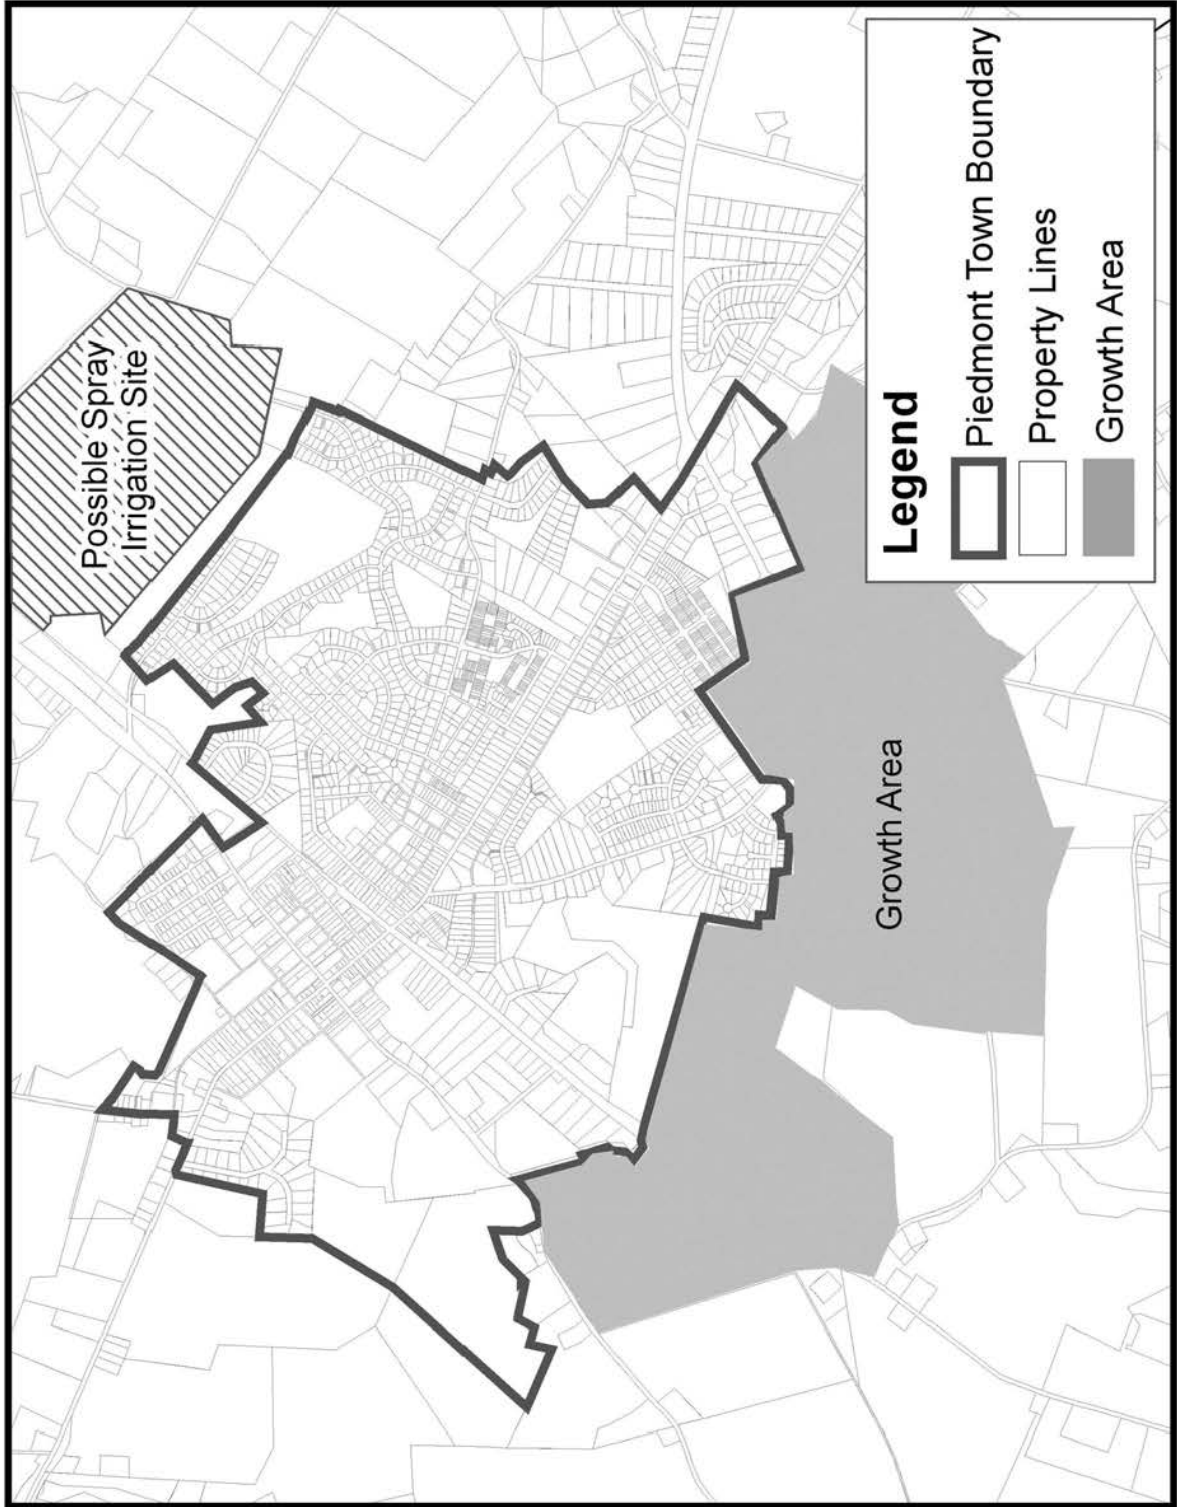 Possible Spray
Irrigation Site
Growth Area
Legend
Piedmont Town Boundary
Property Lines
Growth Area